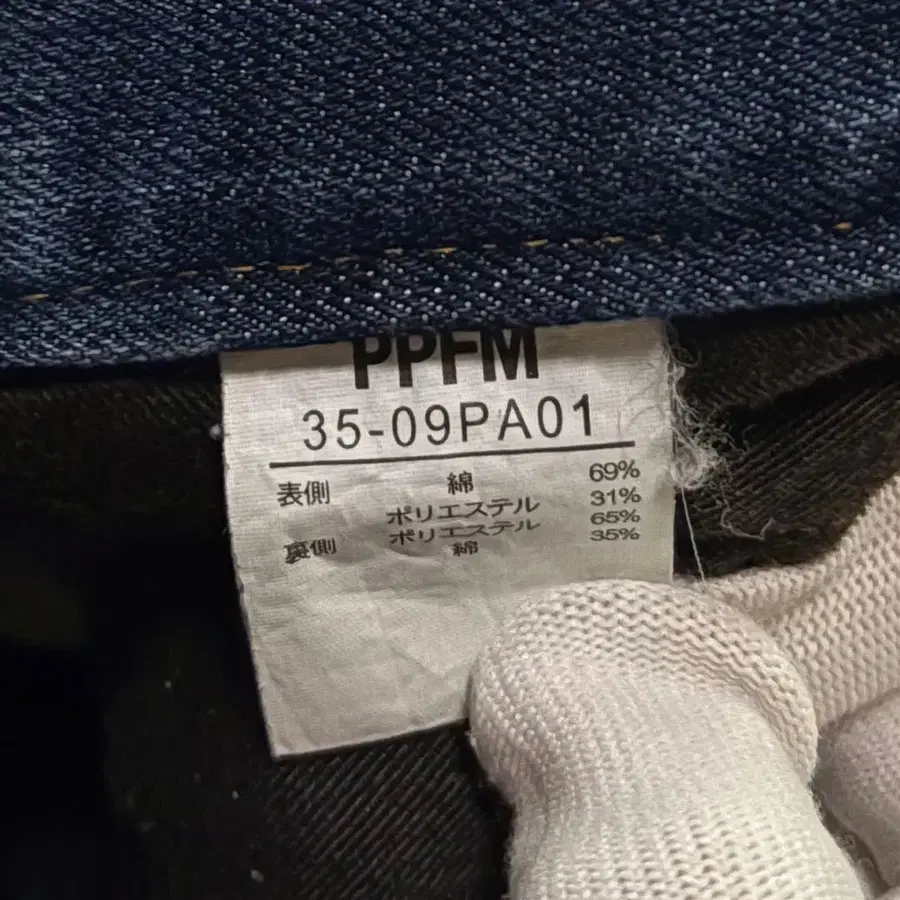 PPFM
35-09PA01
表側 綿 69%
ポリエステル 31%
裏側 ポリエステル 65%
綿 35%